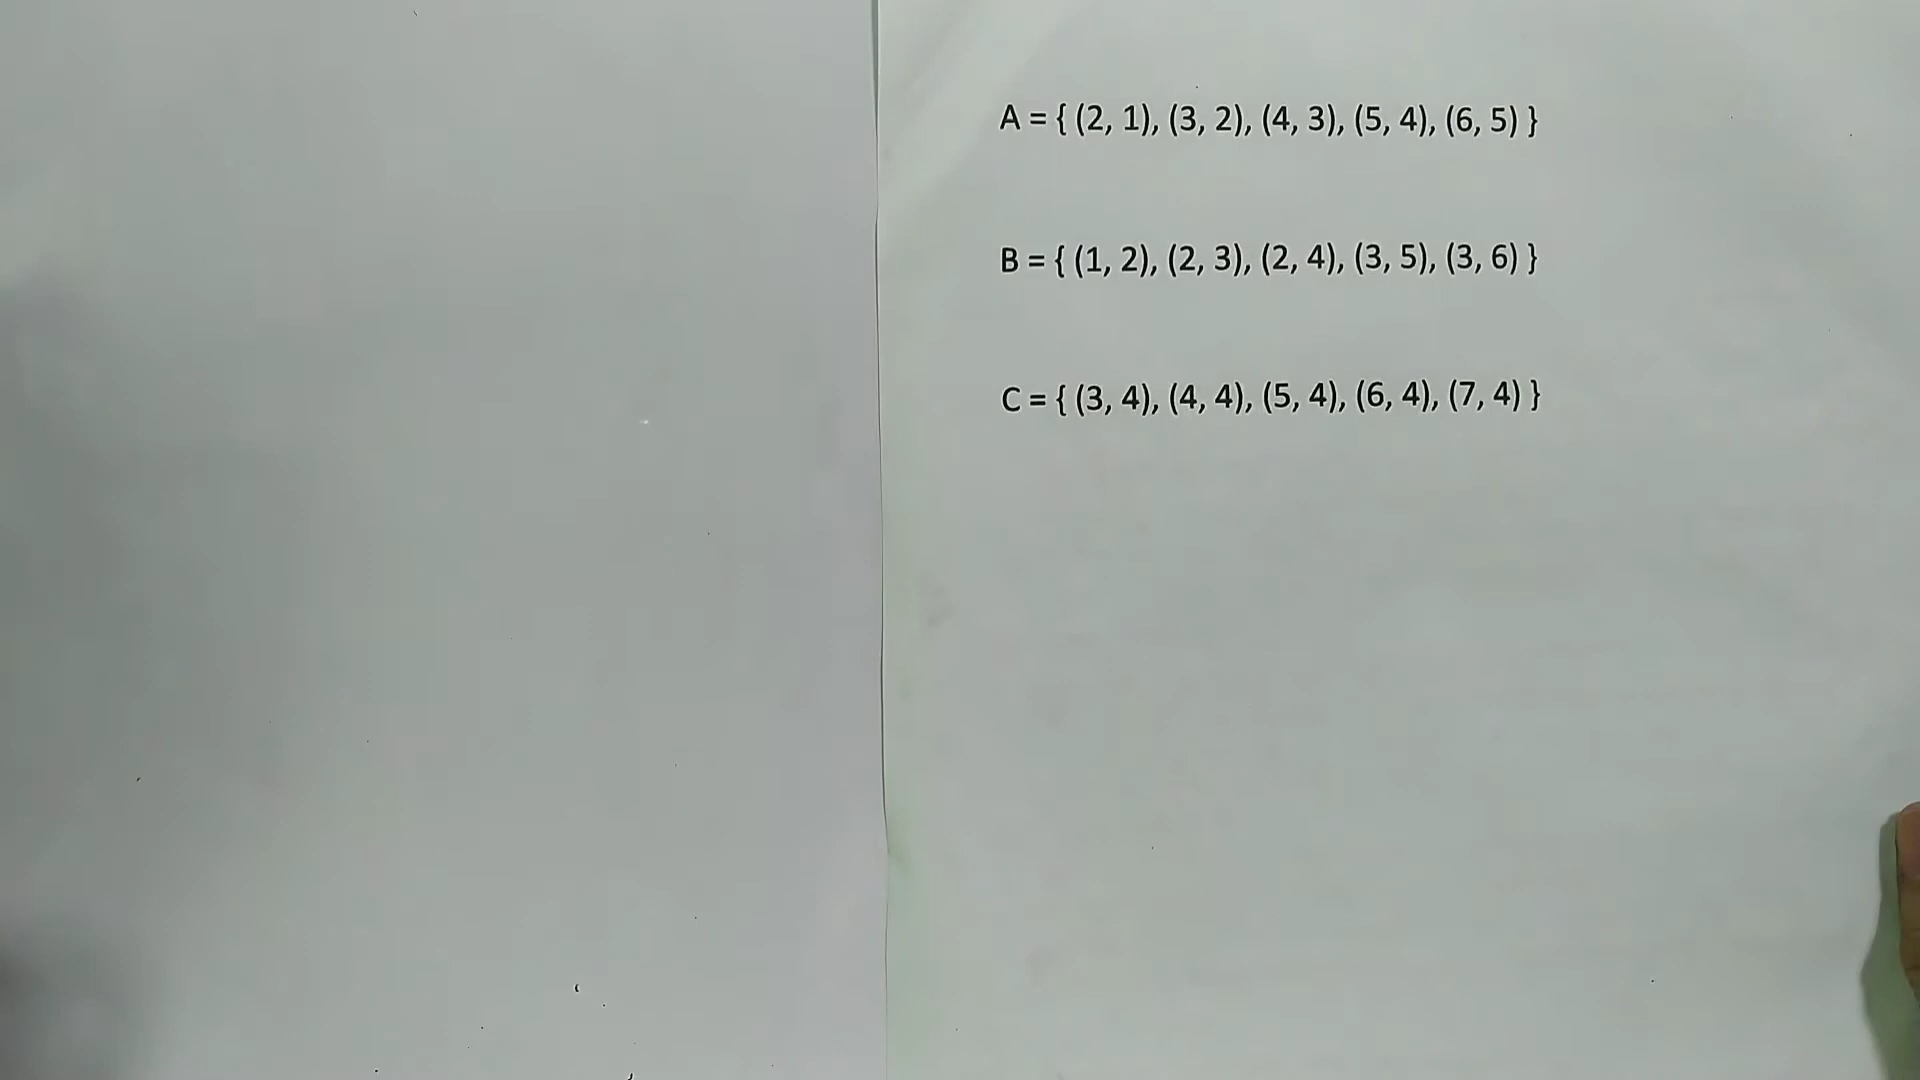 A = { (2, 1), (3, 2), (4, 3), (5, 4), (6, 5) }
B = { (1, 2), (2, 3), (2, 4), (3, 5), (3, 6) }
C = { (3, 4), (4, 4), (5, 4), (6, 4), (7, 4) }